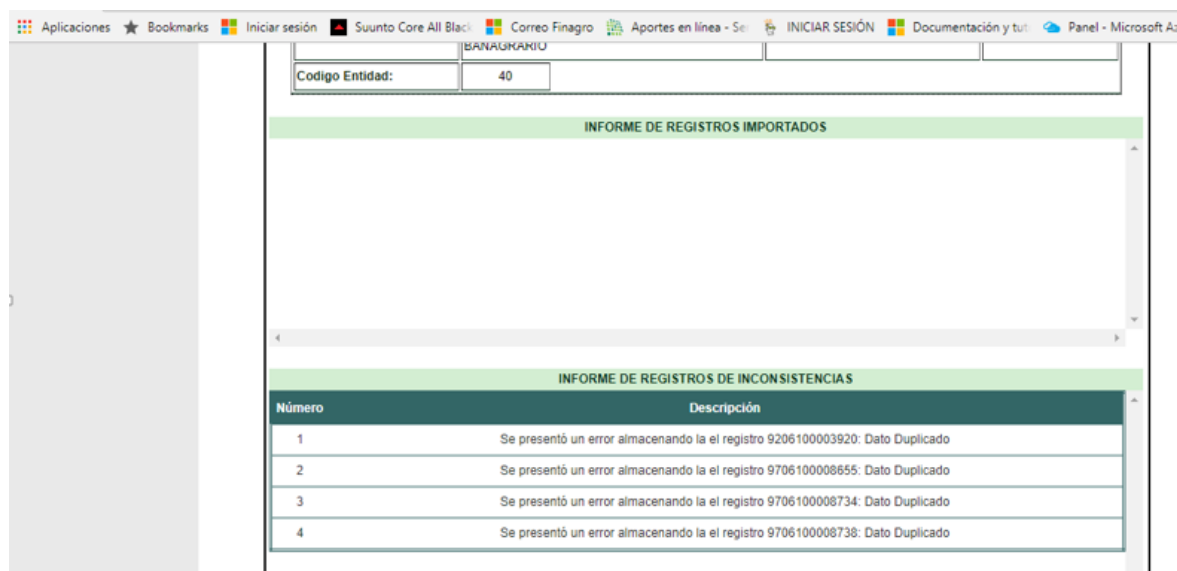 Aplicaciones Bookmarks Iniciar sesión Suunto Core All Blac Correo Finagro Aportes en línea - Se INICIAR SESIÓN Documentación y tut Panel - Microsoft Az
BANAGRARIO
Codigo Entidad: 40
INFORME DE REGISTROS IMPORTADOS
INFORME DE REGISTROS DE INCONSISTENCIAS
Número Descripción
1 Se presentó un error almacenando la el registro 9206100003920: Dato Duplicado
2 Se presentó un error almacenando la el registro 9706100008655: Dato Duplicado
3 Se presentó un error almacenando la el registro 9706100008734: Dato Duplicado
4 Se presentó un error almacenando la el registro 9706100008738: Dato Duplicado